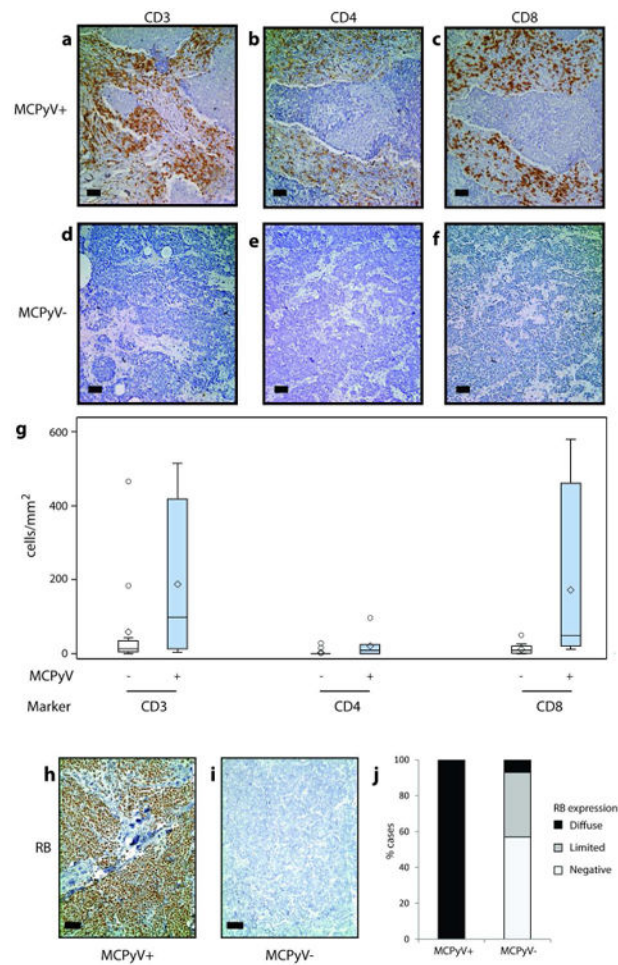 CD3 CD4 CD8
a b c
MCPyV+
d e f
MCPyV-
g
600
400
200
0
cells/mm²
MCPyV - + - + - +
Marker CD3 CD4 CD8
h i j
RB
MCPyV+ MCPyV-
100
80
60
40
20
0
% cases
MCPyV+ MCPyV-
RB expression
Diffuse
Limited
Negative